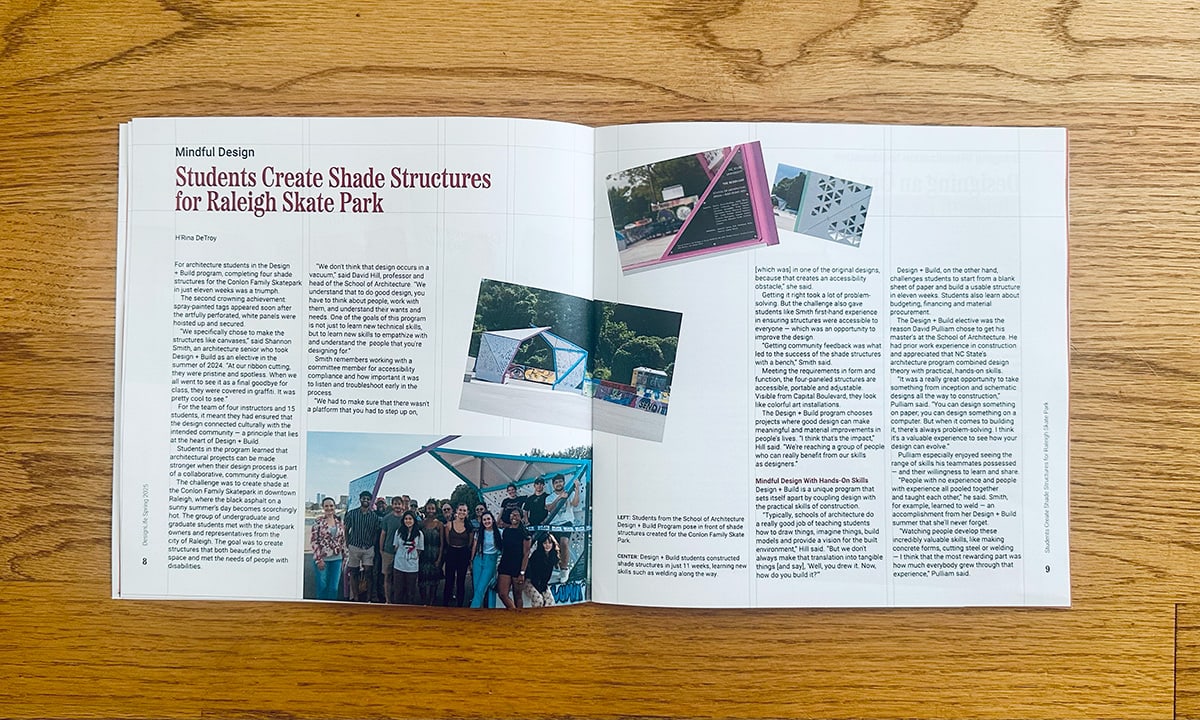 Mindful Design
Students Create Shade Structures
for Raleigh Skate Park
H'Rina DeTroy
For architecture students in the Design
+ Build program, completing four shade
structures for the Conlon Family Skatepark
in just eleven weeks was a triumph.
The second crowning achievement:
spray-painted tags appeared soon after
the artfully perforated, white panels were
hoisted up and secured.
"We specifically chose to make the
structures like canvases," said Shannon
Smith, an architecture senior who took
Design + Build as an elective in the
summer of 2024. "At our ribbon cutting,
they were pristine and spotless. When we
all went to see it as a final goodbye for
class, they were covered in graffiti. It was
pretty cool to see."
For the team of four instructors and 15
students, it meant they had ensured that
the design connected culturally with the
intended community — a principle that lies
at the heart of Design + Build.
Students in the program learned that
architectural projects can be made
stronger when their design process is part
of a collaborative, community dialogue.
The challenge was to create shade at
the Conlon Family Skatepark in downtown
Raleigh, where the black asphalt on a
sunny summer's day becomes scorchingly
hot. The group of undergraduate and
graduate students met with the skatepark
owners and representatives from the
city of Raleigh. The goal was to create
structures that both beautified the
space and met the needs of people with
disabilities.
"We don't think that design occurs in a
vacuum," said David Hill, professor and
head of the School of Architecture. "We
understand that to do good design, you
have to think about people, work with
them, and understand their wants and
needs. One of the goals of this program
is not just to learn new technical skills,
but to learn new skills to empathize with
and understand the people that you're
designing for."
Smith remembers working with a
committee member for accessibility
compliance and how important it was
to listen and troubleshoot early in the
process.
"We had to make sure that there wasn't
a platform that you had to step up on,
DesignLife Spring 2025
8
LEFT: Students from the School of Architecture
Design + Build Program pose in front of shade
structures created for the Conlon Family Skate
Park.
CENTER: Design + Build students constructed
shade structures in just 11 weeks, learning new
skills such as welding along the way.
[which was] in one of the original designs,
because that creates an accessibility
obstacle," she said.
Getting it right took a lot of problem-
solving. But the challenge also gave
students like Smith first-hand experience
in ensuring structures were accessible to
everyone — which was an opportunity to
improve the design.
"Getting community feedback was what
led to the success of the shade structures
with a bench," Smith said.
Meeting the requirements in form and
function, the four-paneled structures are
accessible, portable and adjustable.
Visible from Capital Boulevard, they look
like colorful art installations.
The Design + Build program chooses
projects where good design can make
meaningful and material improvements in
people's lives. "I think that's the impact,"
Hill said. "We're reaching a group of people
who can really benefit from our skills
as designers."
Mindful Design With Hands-On Skills
Design + Build is a unique program that
sets itself apart by coupling design with
the practical skills of construction.
"Typically, schools of architecture do
a really good job of teaching students
how to draw things, imagine things, build
models and provide a vision for the built
environment," Hill said. "But we don't
always make that translation into tangible
things [and say], 'Well, you drew it. Now,
how do you build it?'"
Design + Build, on the other hand,
challenges students to start from a blank
sheet of paper and build a usable structure
in eleven weeks. Students also learn about
budgeting, financing and material
procurement.
The Design + Build elective was the
reason David Pulliam chose to get his
master's at the School of Architecture. He
had prior work experience in construction
and appreciated that NC State's
architecture program combined design
theory with practical, hands-on skills.
"It was a really great opportunity to take
something from inception and schematic
designs all the way to construction,"
Pulliam said. "You can design something
on paper, you can design something on a
computer. But when it comes to building
it, there's always problem-solving. I think
it's a valuable experience to see how your
design can evolve."
Pulliam especially enjoyed seeing the
range of skills his teammates possessed
— and their willingness to learn and share.
"People with no experience and people
with experience all pooled together
and taught each other," he said. Smith,
for example, learned to weld — an
accomplishment from her Design + Build
summer that she'll never forget.
"Watching people develop these
incredibly valuable skills, like making
concrete forms, cutting steel or welding
— I think that the most rewarding part was
how much everybody grew through that
experience," Pulliam said.
Students Create Shade Structures for Raleigh Skate Park
9